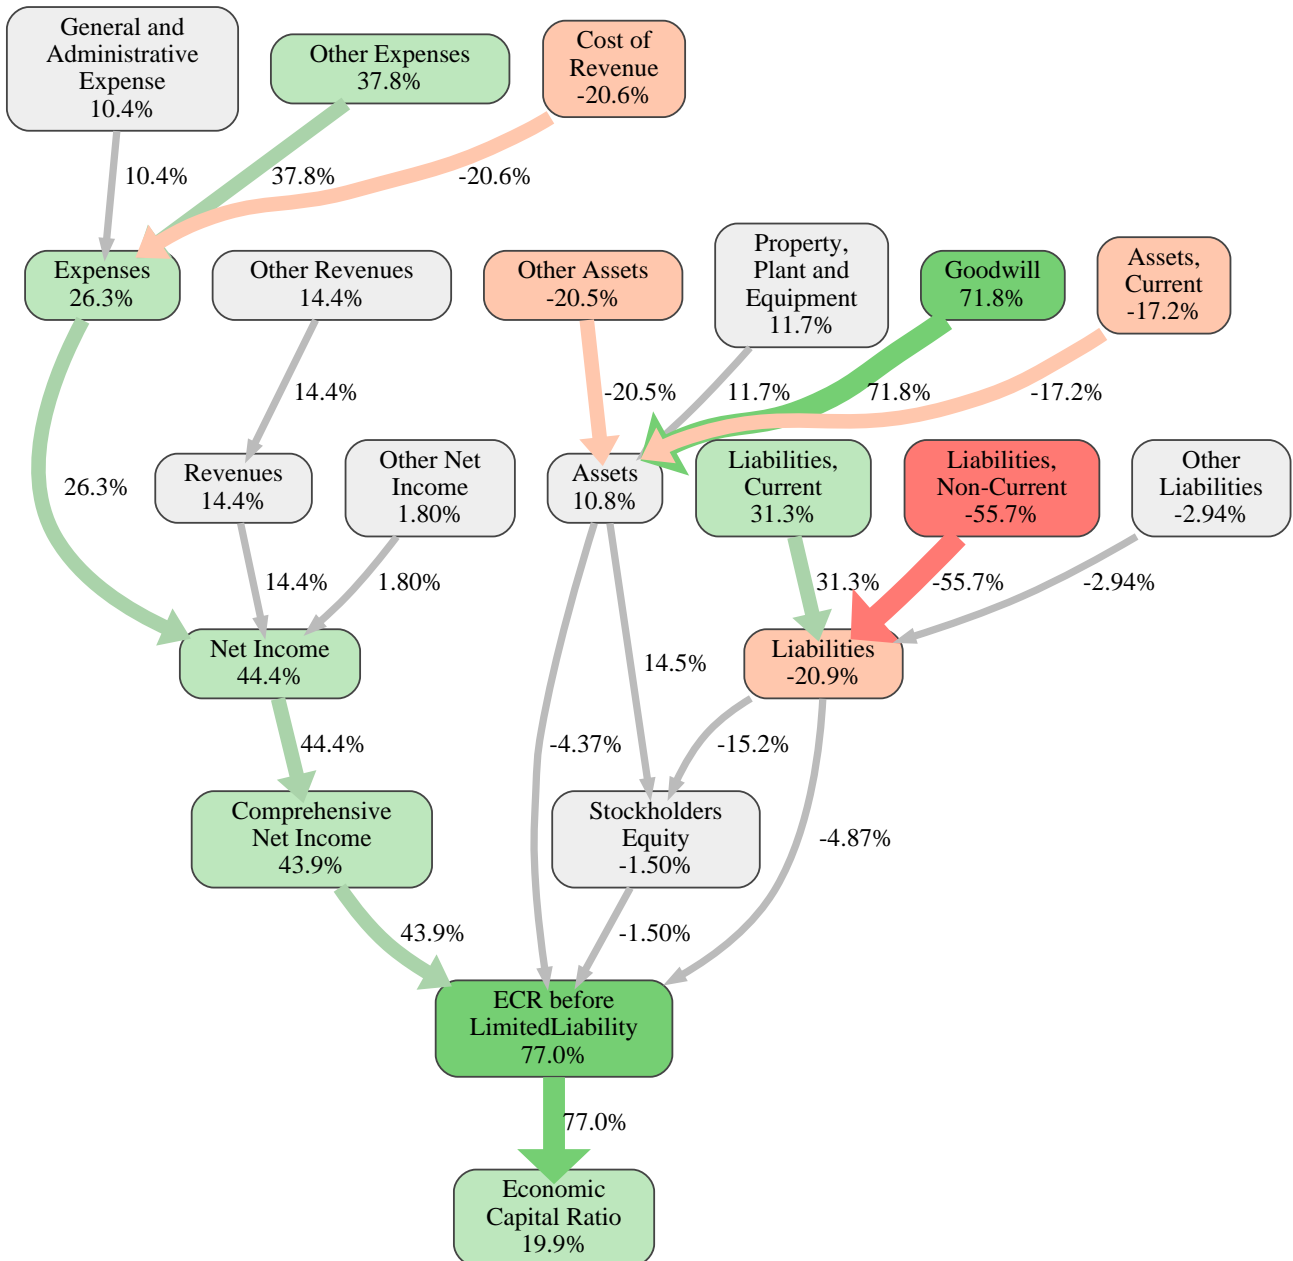 General and
Administrative
Expense
10.4%
Other Expenses
37.8%
Cost of
Revenue
-20.6%
10.4%
37.8%
-20.6%
Expenses
26.3%
Other Revenues
14.4%
Other Assets
-20.5%
Property,
Plant and
Equipment
11.7%
Goodwill
71.8%
Assets,
Current
-17.2%
14.4%
-20.5%
11.7%
71.8%
-17.2%
26.3%
Revenues
14.4%
Other Net
Income
1.80%
Assets
10.8%
Liabilities,
Current
31.3%
Liabilities,
Non-Current
-55.7%
Other
Liabilities
-2.94%
14.4%
1.80%
31.3%
-55.7%
-2.94%
Net Income
44.4%
14.5%
Liabilities
-20.9%
44.4%
-4.37%
-15.2%
Comprehensive
Net Income
43.9%
Stockholders
Equity
-1.50%
-4.87%
43.9%
-1.50%
ECR before
LimitedLiability
77.0%
77.0%
Economic
Capital Ratio
19.9%